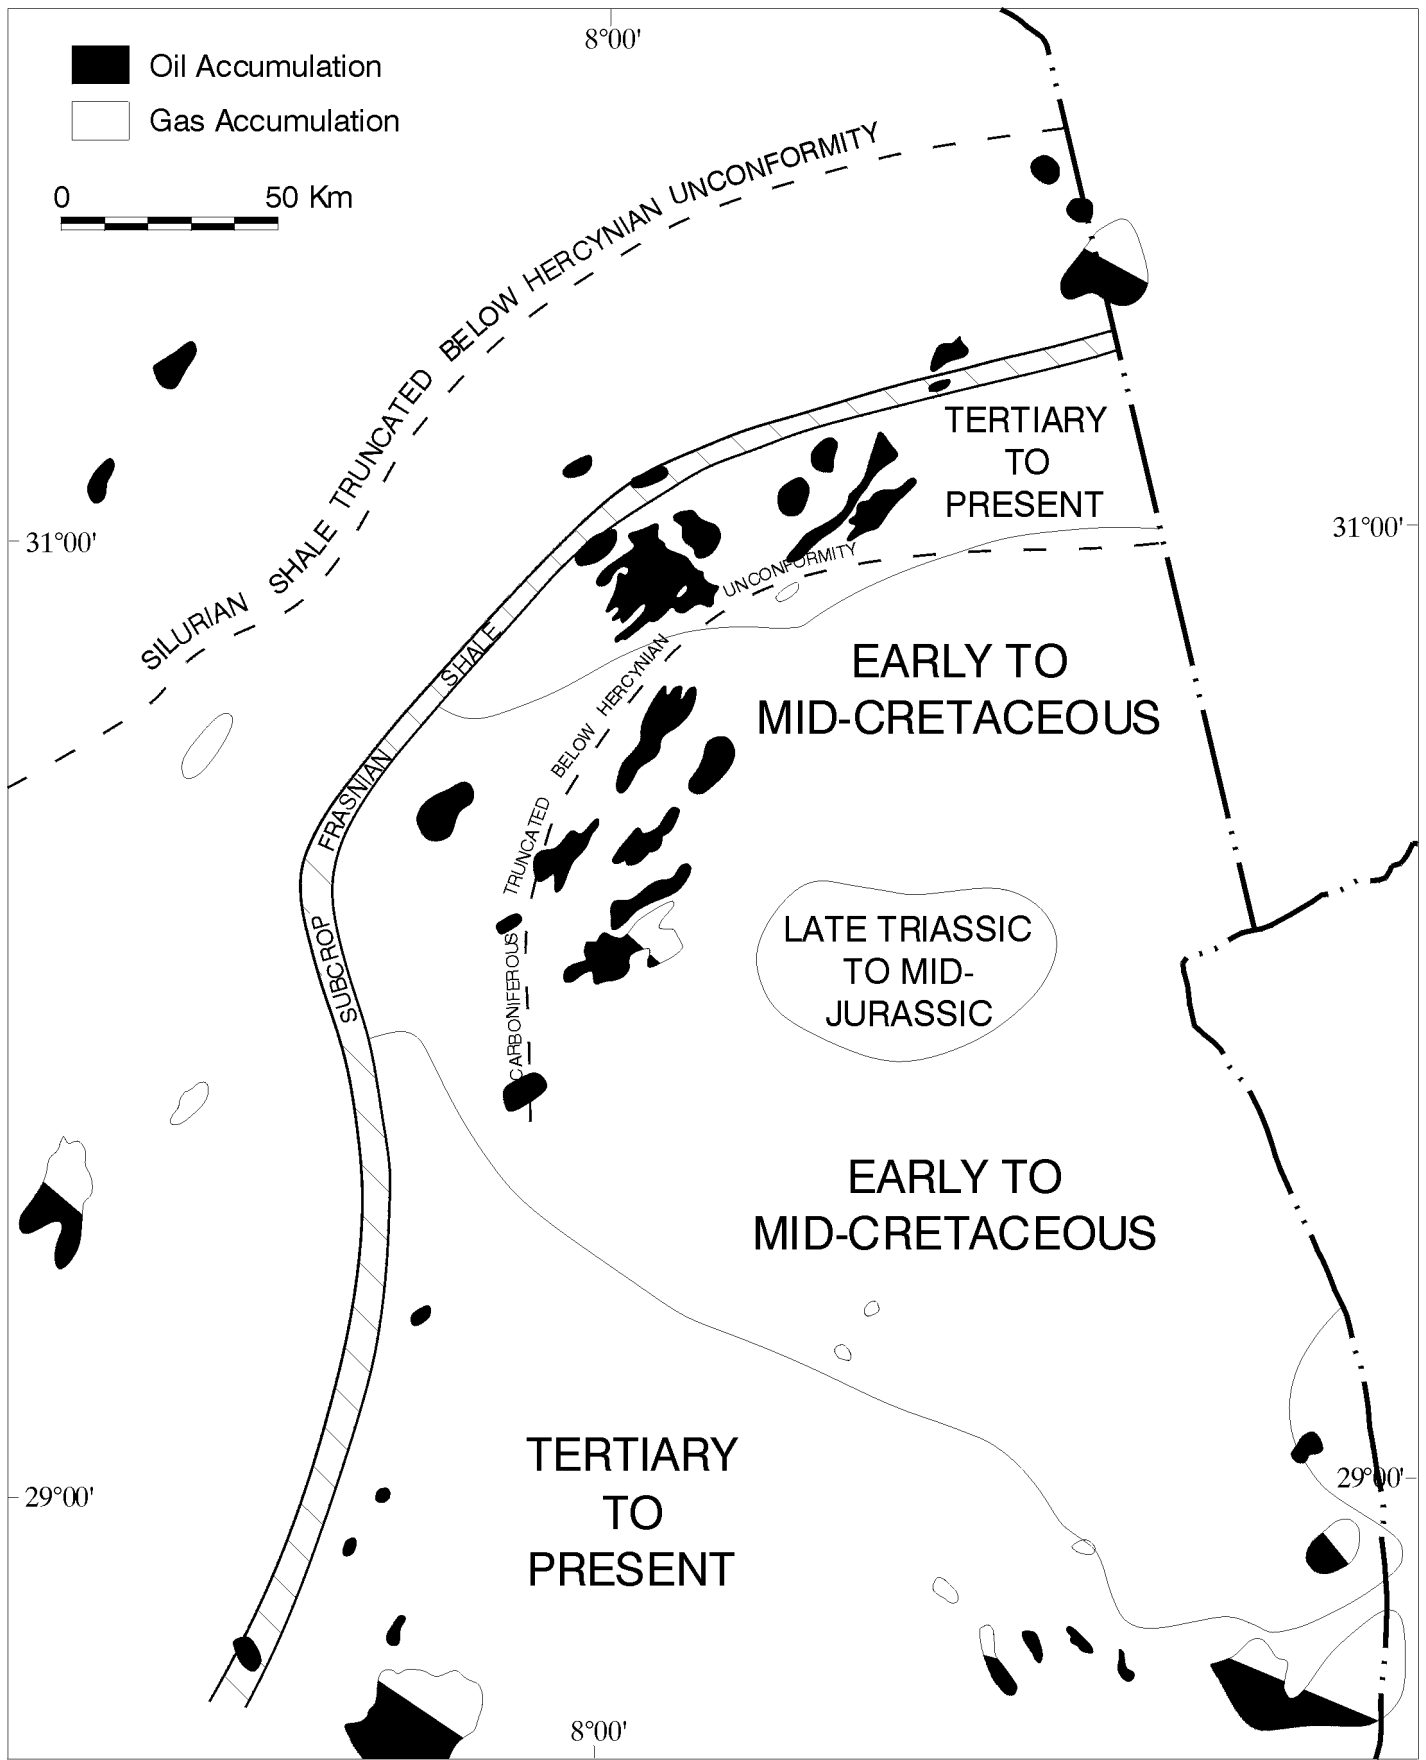 8°00'
Oil Accumulation
Gas Accumulation
0 50 Km
SILURIAN SHALE TRUNCATED BELOW HERCYNIAN UNCONFORMITY
TERTIARY
TO
PRESENT
31°00'
31°00'
SUBCROP FRASNIAN SHALE
CARBONIFEROUS TRUNCATED BELOW HERCYNIAN UNCONFORMITY
EARLY TO
MID-CRETACEOUS
LATE TRIASSIC
TO MID-
JURASSIC
EARLY TO
MID-CRETACEOUS
TERTIARY
TO
PRESENT
29°00'
29°00'
8°00'